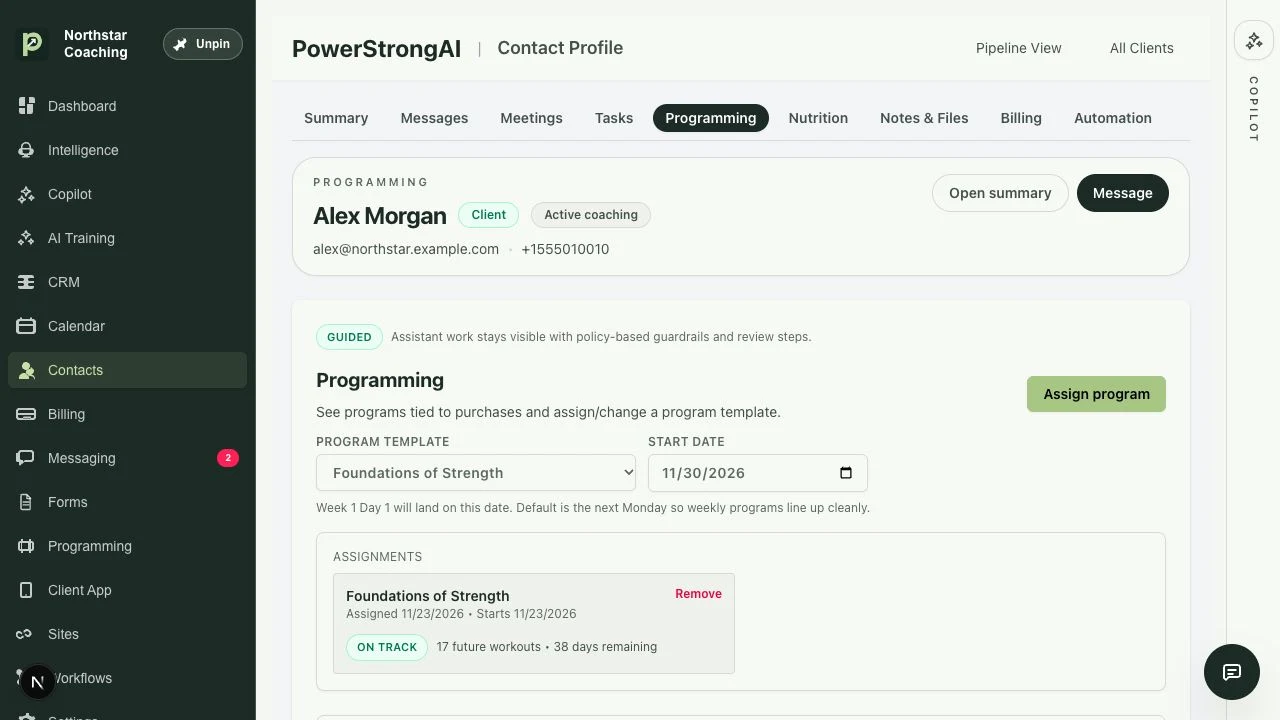 Northstar
Coaching
Unpin
Dashboard
Intelligence
Copilot
AI Training
CRM
Calendar
Contacts
Billing
Messaging 2
Forms
Programming
Client App
Sites
Workflows
Settings
N
PowerStrongAI | Contact Profile
Pipeline View
All Clients
Summary Messages Meetings Tasks Programming Nutrition Notes & Files Billing Automation
PROGRAMMING
Alex Morgan Client Active coaching
alex@northstar.example.com · +1555010010
Open summary
Message
GUIDED Assistant work stays visible with policy-based guardrails and review steps.
Programming
See programs tied to purchases and assign/change a program template.
Assign program
PROGRAM TEMPLATE START DATE
Foundations of Strength 11/30/2026
Week 1 Day 1 will land on this date. Default is the next Monday so weekly programs line up cleanly.
ASSIGNMENTS
Foundations of Strength Remove
Assigned 11/23/2026 • Starts 11/23/2026
ON TRACK 17 future workouts • 38 days remaining
COPILOT